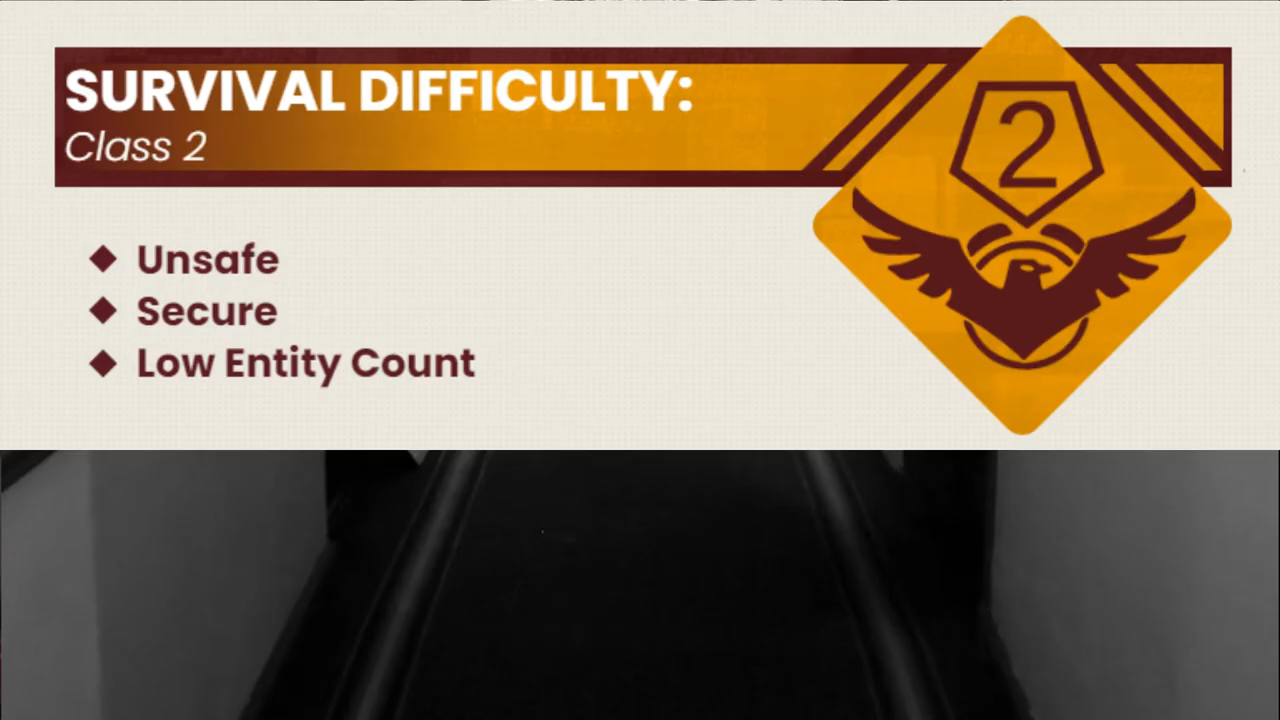 SURVIVAL DIFFICULTY:
Class 2
2
Unsafe
Secure
Low Entity Count